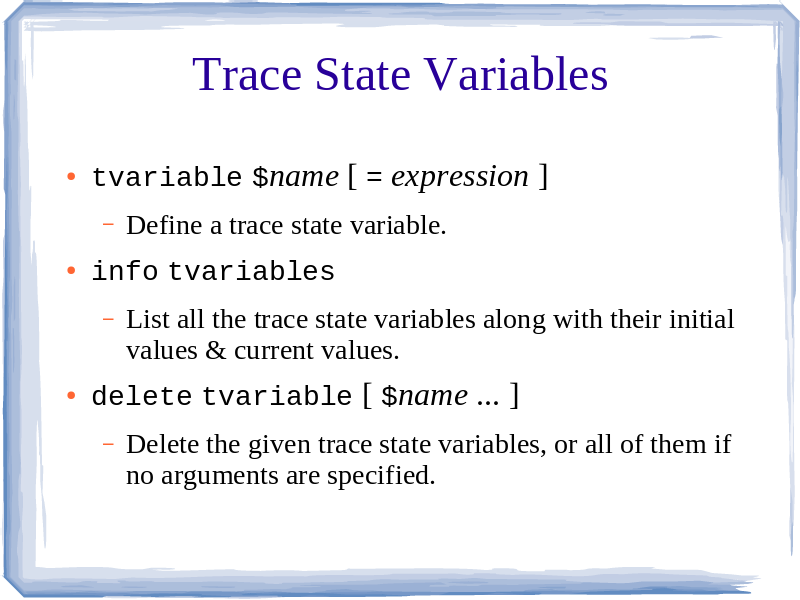 Trace State Variables
• tvariable $name [ = expression ]
– Define a trace state variable.
• info tvariables
– List all the trace state variables along with their initial
values & current values.
• delete tvariable [ $name ... ]
– Delete the given trace state variables, or all of them if
no arguments are specified.